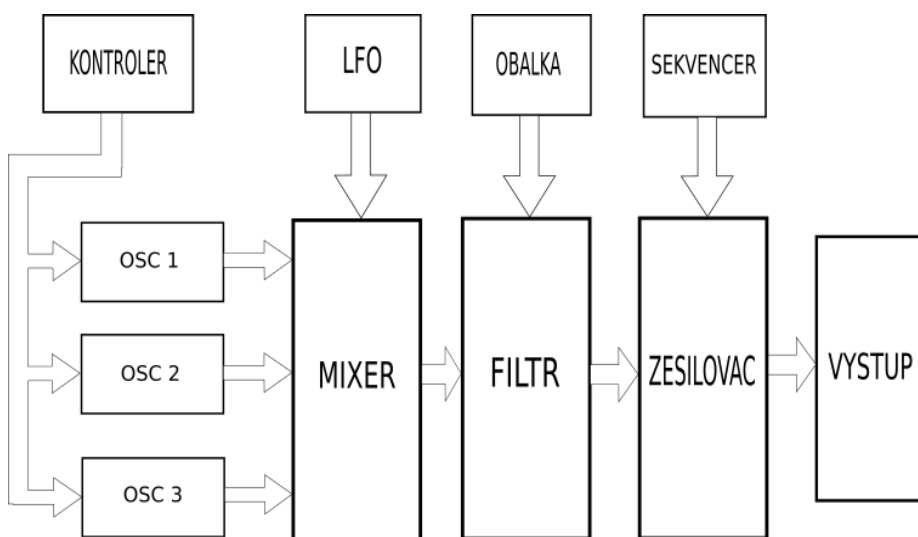 KONTROLER
LFO
OBALKA
SEKVENCER
OSC 1
OSC 2
OSC 3
MIXER
FILTR
ZESILOVAC
VYSTUP